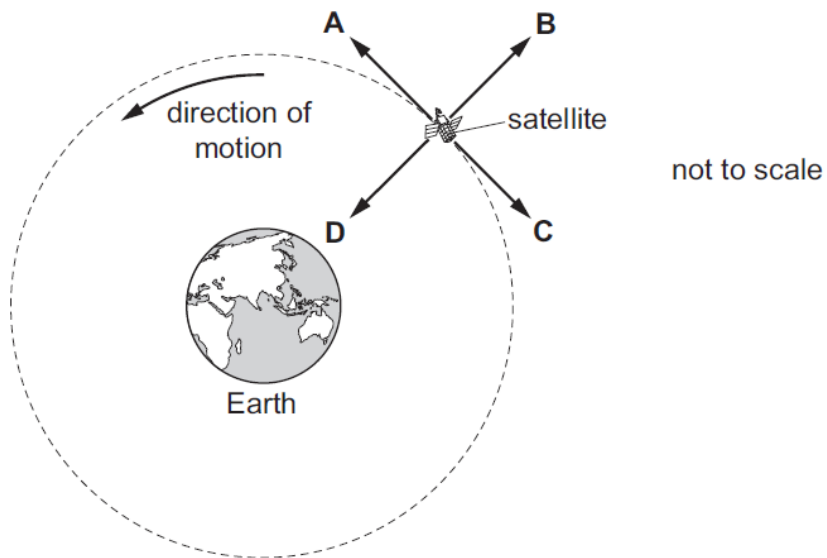 A
B
direction of
motion
satellite
not to scale
D
C
Earth